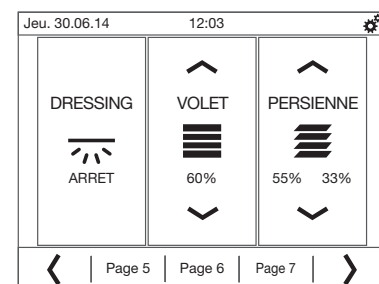 Jeu. 30.06.14 12:03
DRESSING
ARRET
VOLET
60%
PERSIENNE
55% 33%
Page 5 Page 6 Page 7